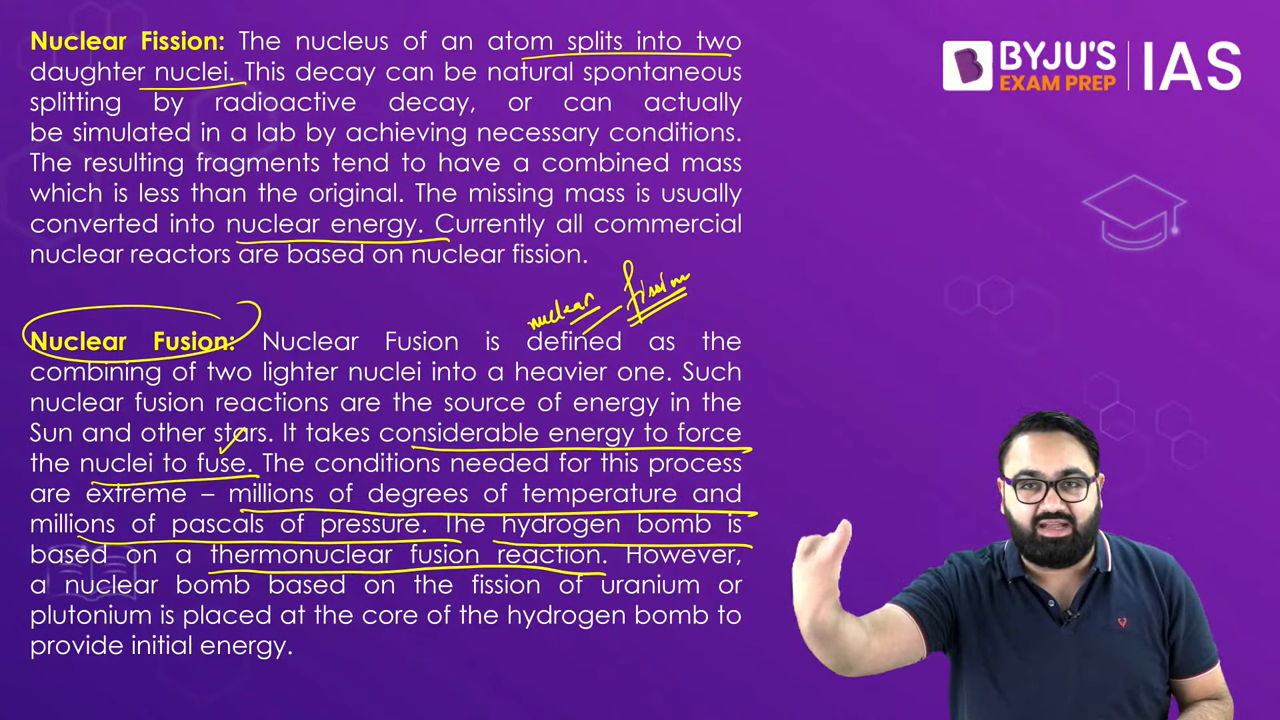 Nuclear Fission: The nucleus of an atom splits into two
daughter nuclei. This decay can be natural spontaneous
splitting by radioactive decay, or can actually
be simulated in a lab by achieving necessary conditions.
The resulting fragments tend to have a combined mass
which is less than the original. The missing mass is usually
converted into nuclear energy. Currently all commercial
nuclear reactors are based on nuclear fission.
nuclear fission
Nuclear Fusion: Nuclear Fusion is defined as the
combining of two lighter nuclei into a heavier one. Such
nuclear fusion reactions are the source of energy in the
Sun and other stars. It takes considerable energy to force
the nuclei to fuse. The conditions needed for this process
are extreme – millions of degrees of temperature and
millions of pascals of pressure. The hydrogen bomb is
based on a thermonuclear fusion reaction. However,
a nuclear bomb based on the fission of uranium or
plutonium is placed at the core of the hydrogen bomb to
provide initial energy.
BYJU'S
EXAM PREP
IAS